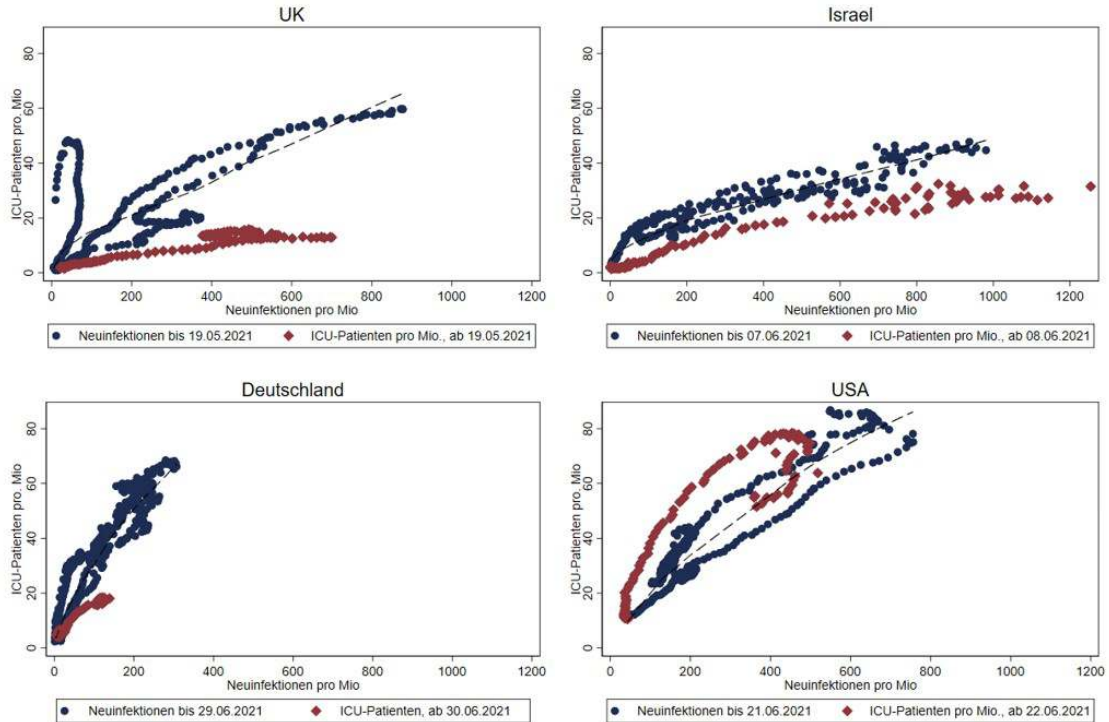 UK
ICU-Patienten pro. Mio
80
60
40
20
0
0 200 400 600 800 1000 1200
Neuinfektionen pro Mio
Neuinfektionen bis 19.05.2021 ICU-Patienten pro Mio., ab 19.05.2021
Israel
ICU-Patienten pro. Mio
80
60
40
20
0
0 200 400 600 800 1000 1200
Neuinfektionen pro Mio
Neuinfektionen bis 07.06.2021 ICU-Patienten pro Mio., ab 08.06.2021
Deutschland
ICU-Patienten pro. Mio
80
60
40
20
0
0 200 400 600 800 1000 1200
Neuinfektionen pro Mio
Neuinfektionen bis 29.06.2021 ICU-Patienten, ab 30.06.2021
USA
ICU-Patienten pro. Mio
80
60
40
20
0
0 200 400 600 800 1000 1200
Neuinfektionen pro Mio
Neuinfektionen bis 21.06.2021 ICU-Patienten pro Mio., ab 22.06.2021